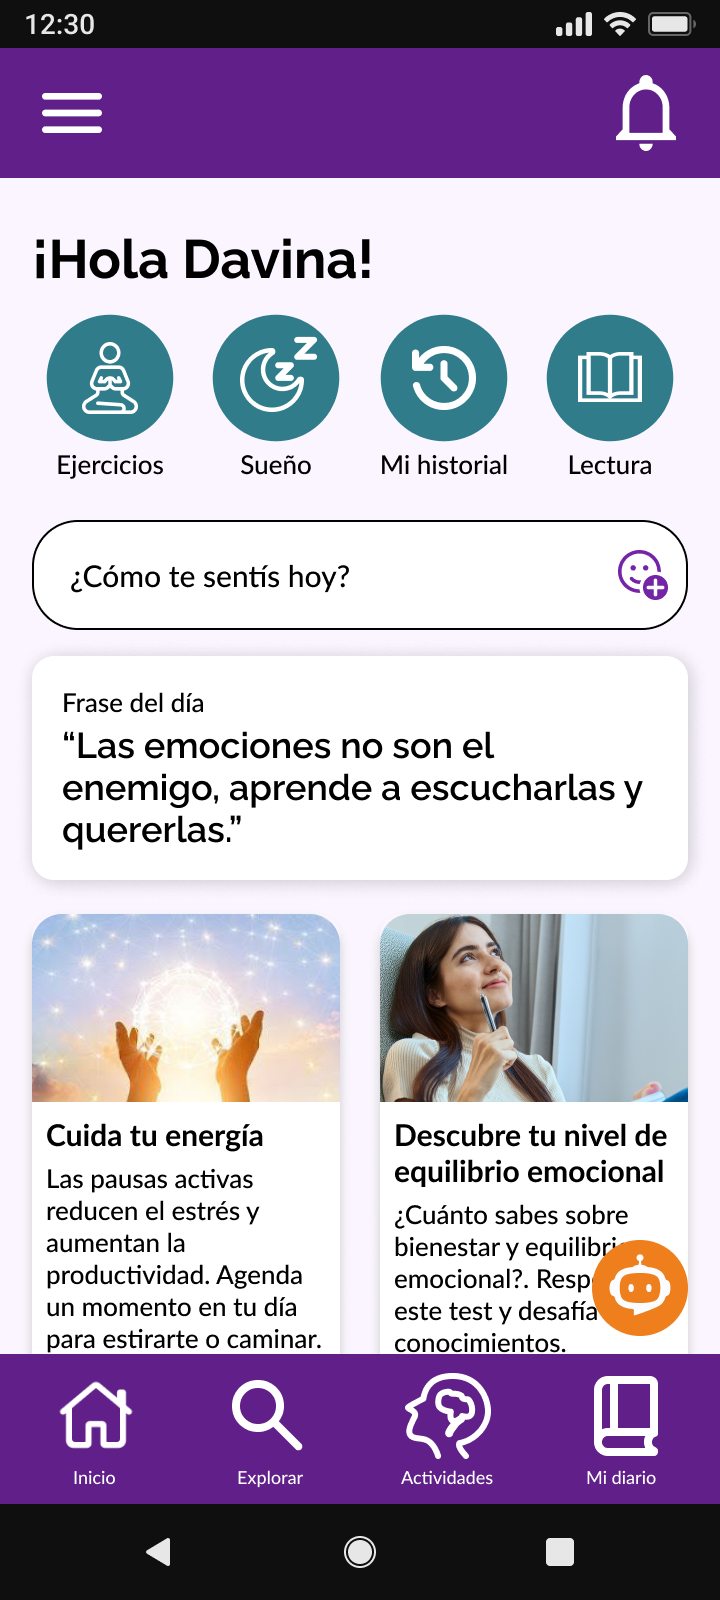 12:30
¡Hola Davina!
Ejercicios
Sueño
Mi historial
Lectura
¿Cómo te sentís hoy?
Frase del día
“Las emociones no son el
enemigo, aprende a escucharlas y
quererlas.”
Cuida tu energía
Las pausas activas
reducen el estrés y
aumentan la
productividad. Agenda
un momento en tu día
para estirarte o caminar.
Descubre tu nivel de
equilibrio emocional
¿Cuánto sabes sobre
bienestar y
emocional?.
este test y desafía
conocimientos.
Inicio
Explorar
Actividades
Mi diario